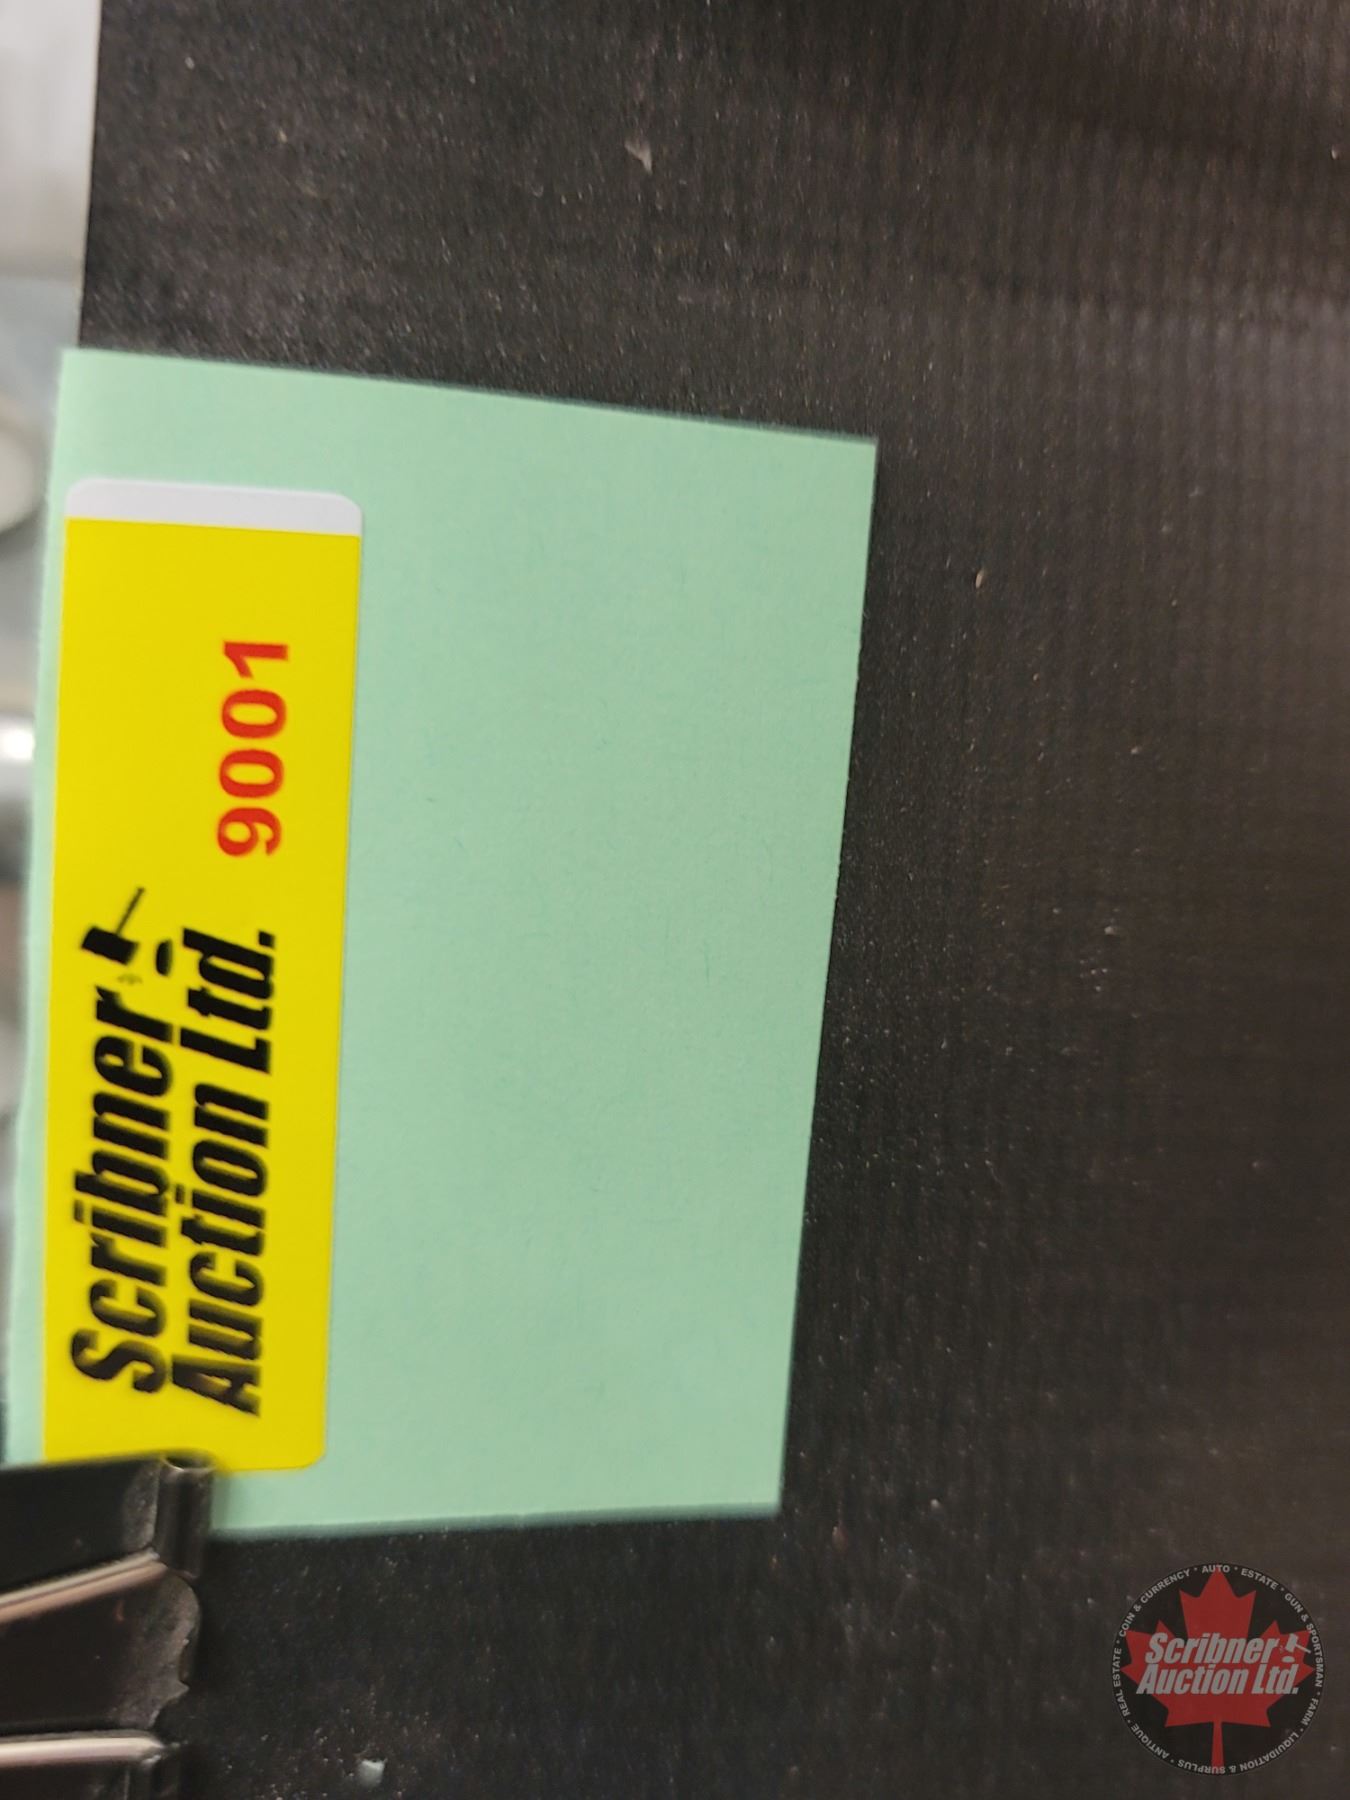 Scribner
Auction Ltd. 9001
COIN & CURRENCY · AUTO · ESTATE · GUN & SPORTSMAN · FARM · LIQUIDATION & SURPLUS · ANTIQUE · REAL ESTATE ·
Scribner
Auction Ltd.